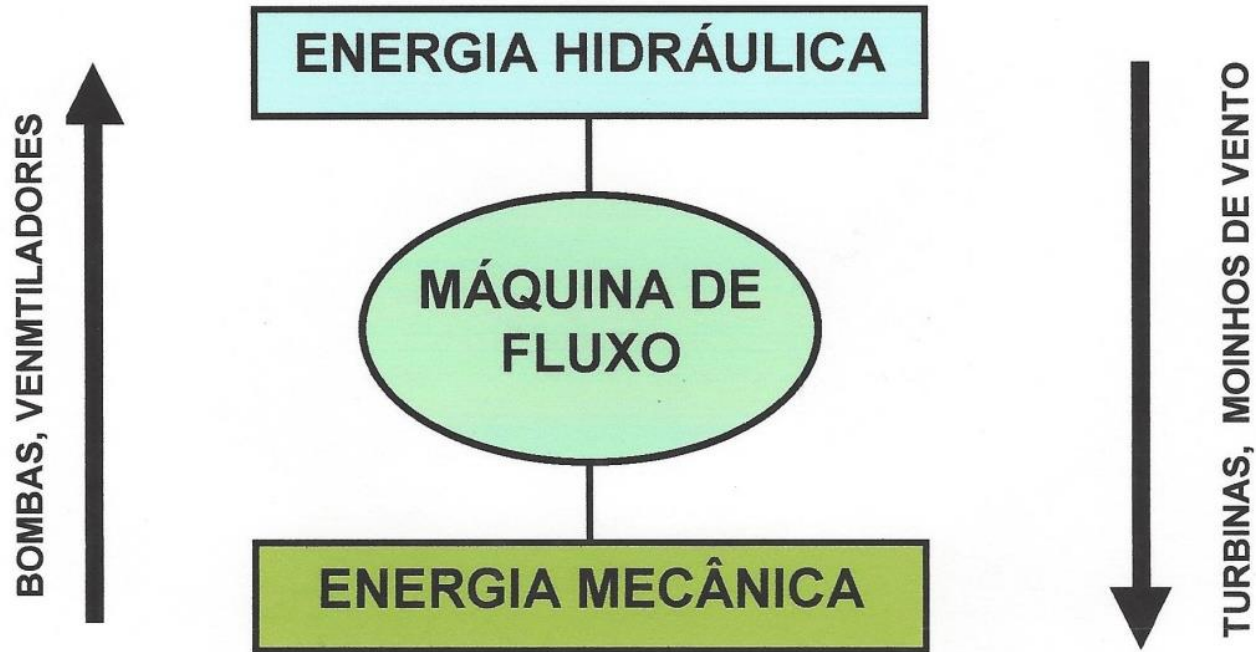 ENERGIA HIDRÁULICA
BOMBAS, VENMTILADORES
MÁQUINA DE
FLUXO
TURBINAS, MOINHOS DE VENTO
ENERGIA MECÂNICA